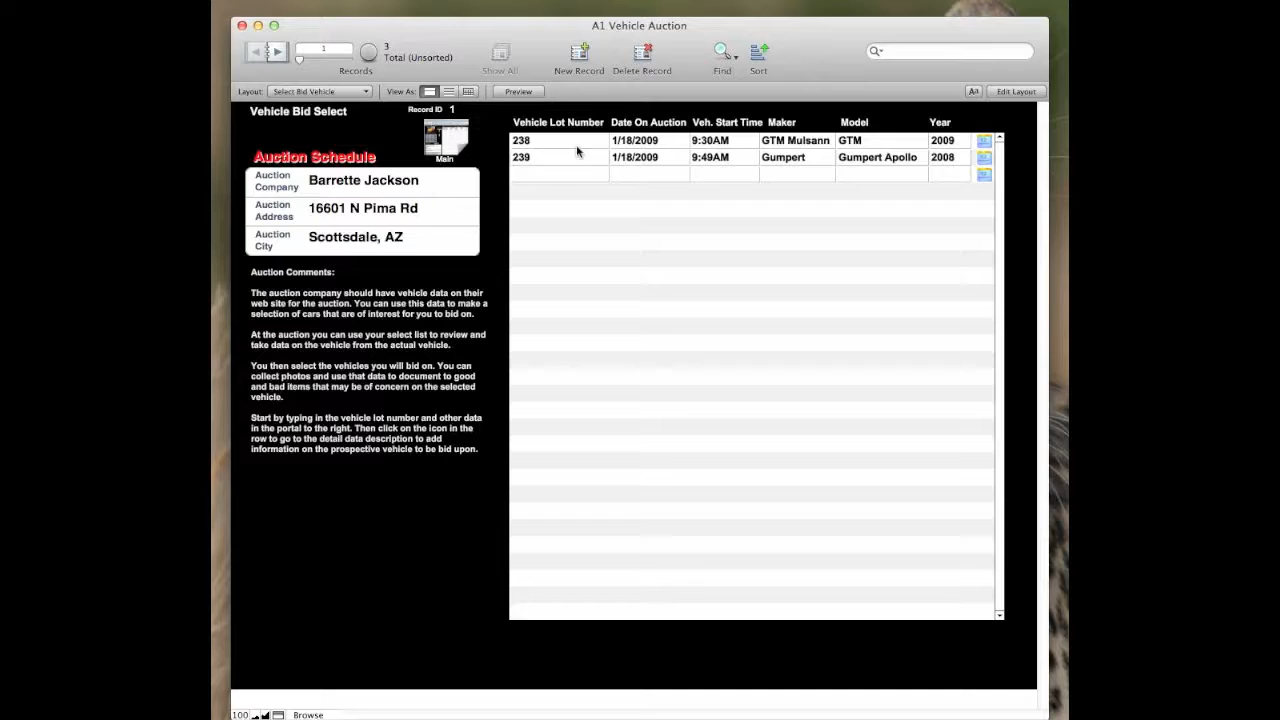 A1 Vehicle Auction
1
3
Total (Unsorted)
Records
Show All
New Record
Delete Record
Find
Sort
Layout: Select Bid Vehicle
View As:
Preview
Aa
Edit Layout
Vehicle Bid Select
Record ID 1
Main
Auction Schedule
Auction Company Barrette Jackson
Auction Address 16601 N Pima Rd
Auction City Scottsdale, AZ
Auction Comments:
The auction company should have vehicle data on their
web site for the auction. You can use this data to make a
selection of cars that are of interest for you to bid on.
At the auction you can use your select list to review and
take data on the vehicle from the actual vehicle.
You then select the vehicles you will bid on. You can
collect photos and use that data to document to good
and bad items that may be of concern on the selected
vehicle.
Start by typing in the vehicle lot number and other data
in the portal to the right. Then click on the icon in the
row to go to the detail data description to add
information on the prospective vehicle to be bid upon.
Vehicle Lot Number Date On Auction Veh. Start Time Maker Model Year
238 1/18/2009 9:30AM GTM Mulsann GTM 2009
239 1/18/2009 9:49AM Gumpert Gumpert Apollo 2008
100 Browse